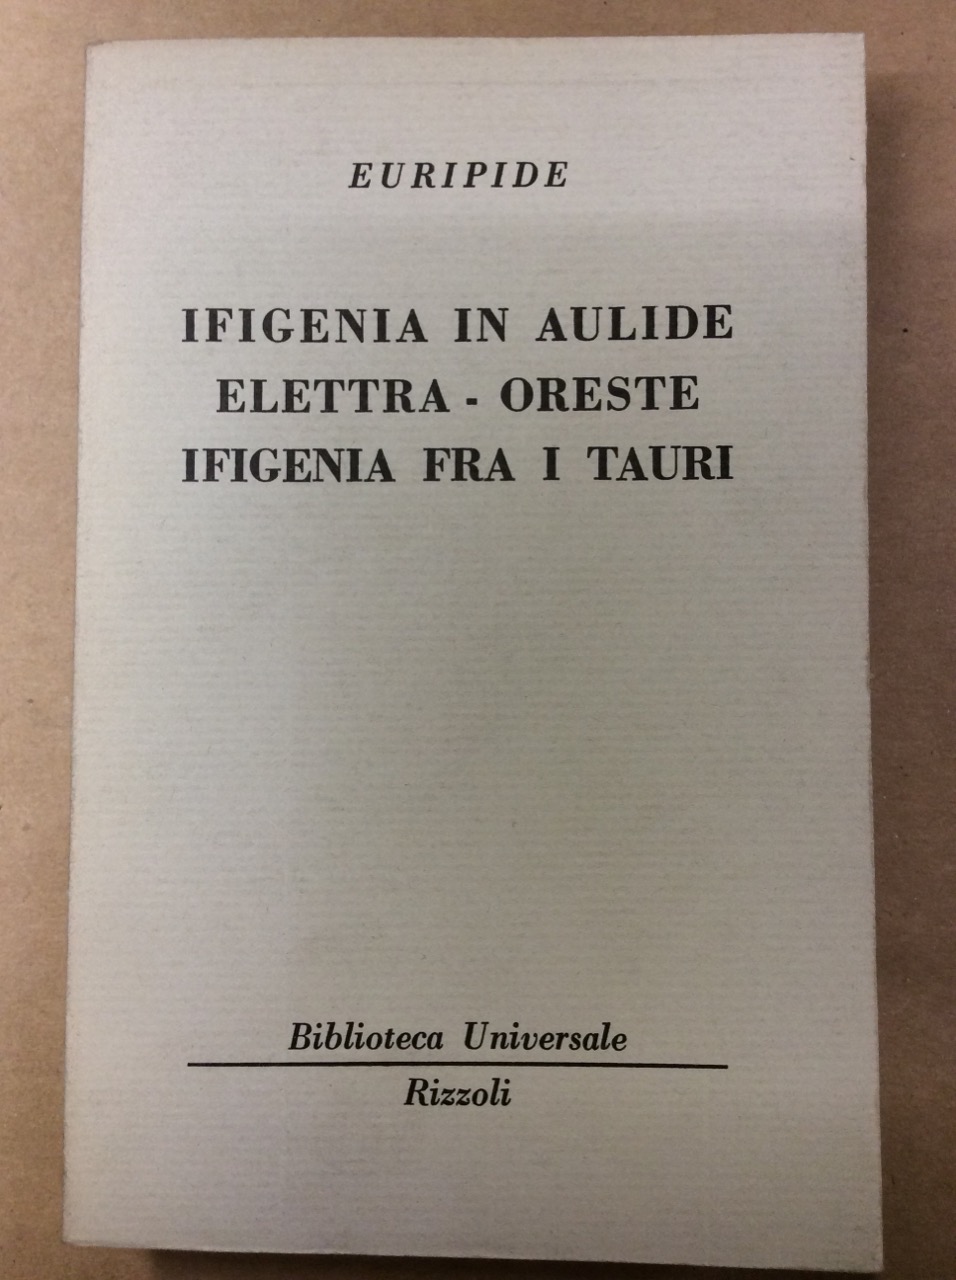 EURIPIDE
IFIGENIA IN AULIDE
ELETTRA - ORESTE
IFIGENIA FRA I TAURI
Biblioteca Universale
Rizzoli